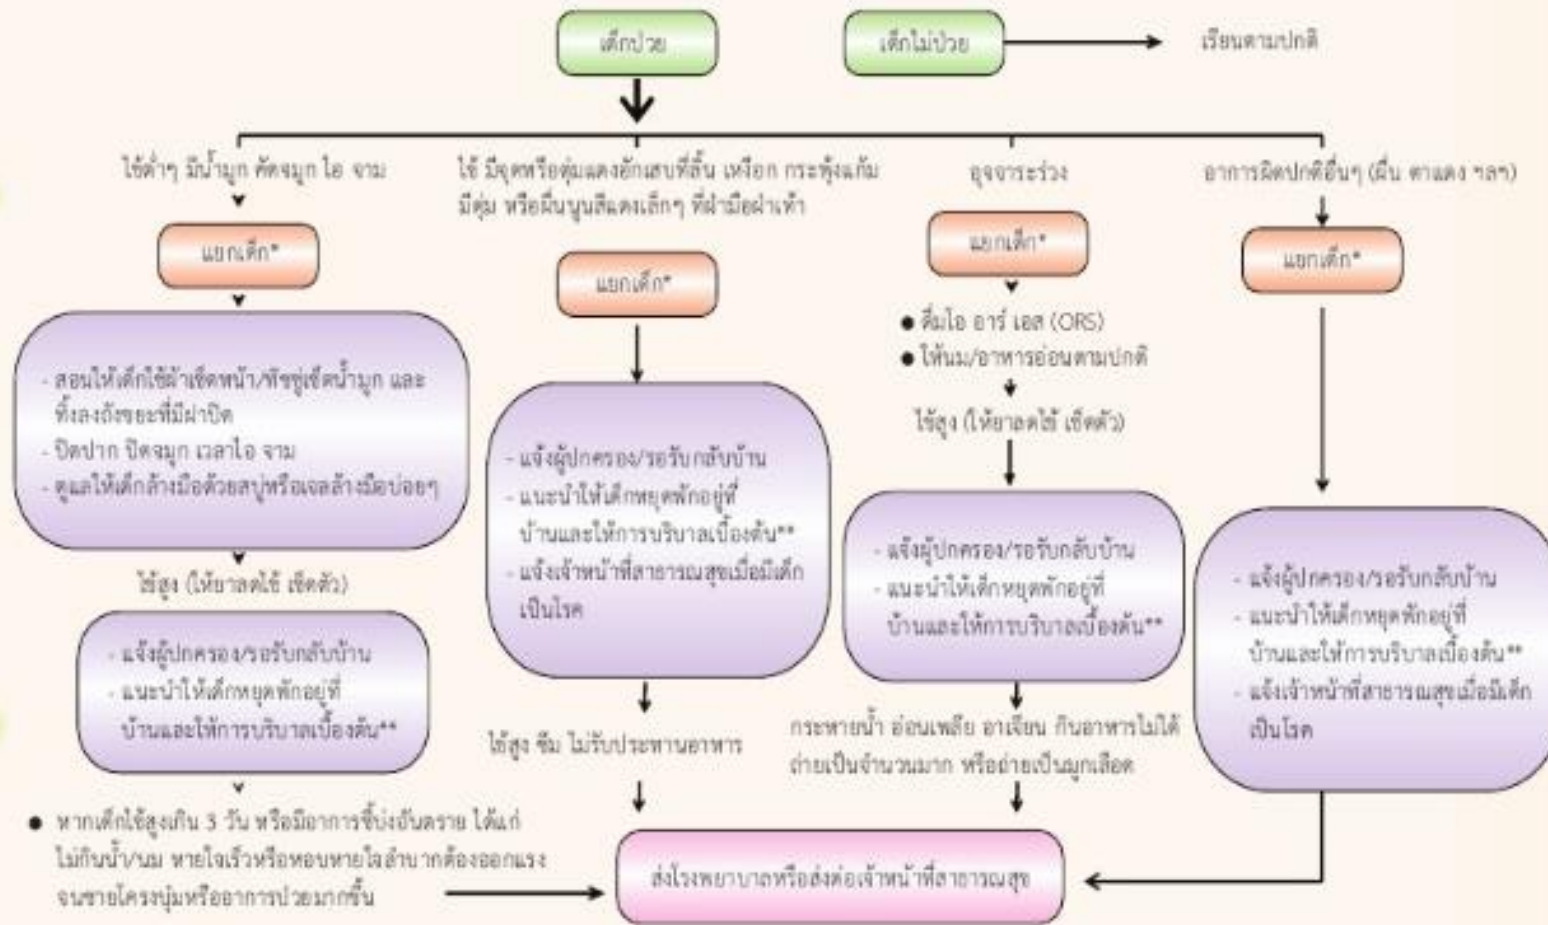 เด็กป่วย
เด็กไม่ป่วย
เรียนตามปกติ
ไข้ต่ำๆ มีน้ำมูก คัดจมูก ไอ จาม
แยกเด็ก*
- สอนให้เด็กใช้ผ้าเช็ดหน้า/ทิชชู่เช็ดน้ำมูก และ
ทิ้งลงถังขยะที่มีฝาปิด
- ปิดปาก ปิดจมูก เวลาไอ จาม
- ดูแลให้เด็กล้างมือด้วยสบู่หรือเจลล้างมือบ่อยๆ
ไข้สูง (ให้ยาลดไข้ เช็ดตัว)
- แจ้งผู้ปกครอง/รอรับกลับบ้าน
- แนะนำให้เด็กหยุดพักอยู่ที่
บ้านและให้การบริบาลเบื้องต้น**
● หากเด็กไข้สูงเกิน 3 วัน หรือมีอาการชี้บ่งอันตราย ได้แก่
ไม่กินน้ำ/นม หายใจเร็วหรือหอบหายใจลำบากต้องออกแรง
จนชายโครงบุ๋มหรืออาการป่วยมากขึ้น
ไข้ มีจุดหรือตุ่มแดงอักเสบที่ลิ้น เหงือก กระพุ้งแก้ม
มีตุ่ม หรือผื่นนูนสีแดงเล็กๆ ที่ฝ่ามือฝ่าเท้า
แยกเด็ก*
- แจ้งผู้ปกครอง/รอรับกลับบ้าน
- แนะนำให้เด็กหยุดพักอยู่ที่
บ้านและให้การบริบาลเบื้องต้น**
- แจ้งเจ้าหน้าที่สาธารณสุขเมื่อมีเด็ก
เป็นโรค
ไข้สูง ซึม ไม่รับประทานอาหาร
อุจจาระร่วง
แยกเด็ก*
● ดื่มโอ อาร์ เอส (ORS)
● ให้นม/อาหารอ่อนตามปกติ
ไข้สูง (ให้ยาลดไข้ เช็ดตัว)
- แจ้งผู้ปกครอง/รอรับกลับบ้าน
- แนะนำให้เด็กหยุดพักอยู่ที่
บ้านและให้การบริบาลเบื้องต้น**
กระหายน้ำ อ่อนเพลีย อาเจียน กินอาหารไม่ได้
ถ่ายเป็นจำนวนมาก หรือถ่ายเป็นมูกเลือด
อาการผิดปกติอื่นๆ (ผื่น ตาแดง ฯลฯ)
แยกเด็ก*
- แจ้งผู้ปกครอง/รอรับกลับบ้าน
- แนะนำให้เด็กหยุดพักอยู่ที่
บ้านและให้การบริบาลเบื้องต้น**
- แจ้งเจ้าหน้าที่สาธารณสุขเมื่อมีเด็ก
เป็นโรค
ส่งโรงพยาบาลหรือส่งต่อเจ้าหน้าที่สาธารณสุข